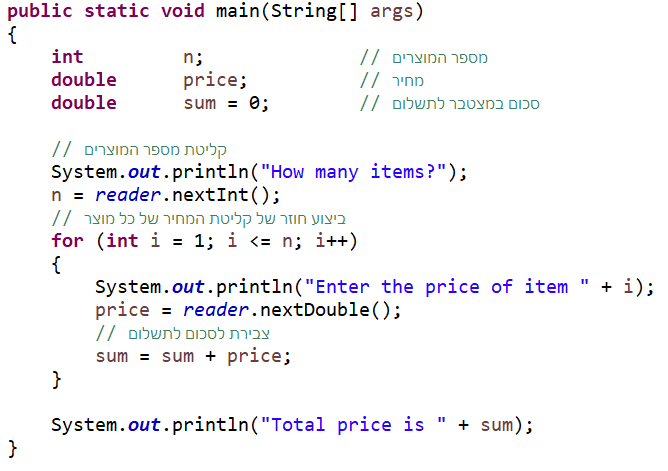 public static void main(String[] args)
{
    int         n;              // מספר המוצרים
    double      price;          // מחיר
    double      sum = 0;        // סכום במצטבר לתשלום

    // קליטת מספר המוצרים
    System.out.println("How many items?");
    n = reader.nextInt();
    // ביצוע חוזר של קליטת המחיר של כל מוצר
    for (int i = 1; i <= n; i++)
    {
        System.out.println("Enter the price of item " + i);
        price = reader.nextDouble();
        // צבירת לסכום לתשלום
        sum = sum + price;
    }

    System.out.println("Total price is " + sum);
}